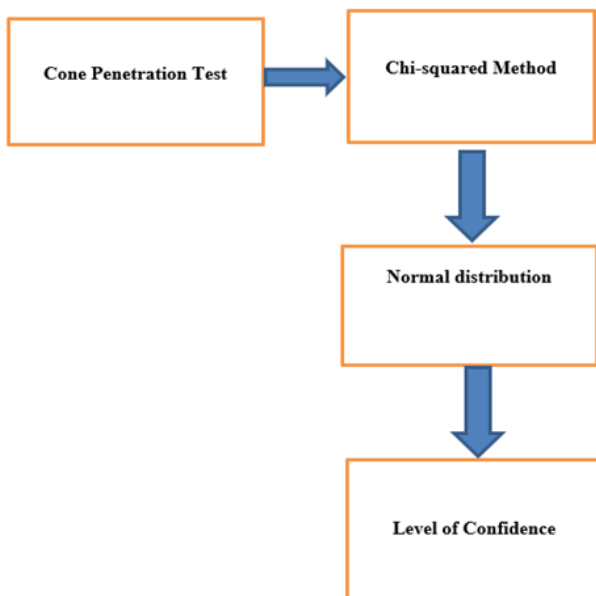 Cone Penetration Test
Chi-squared Method
Normal distribution
Level of Confidence